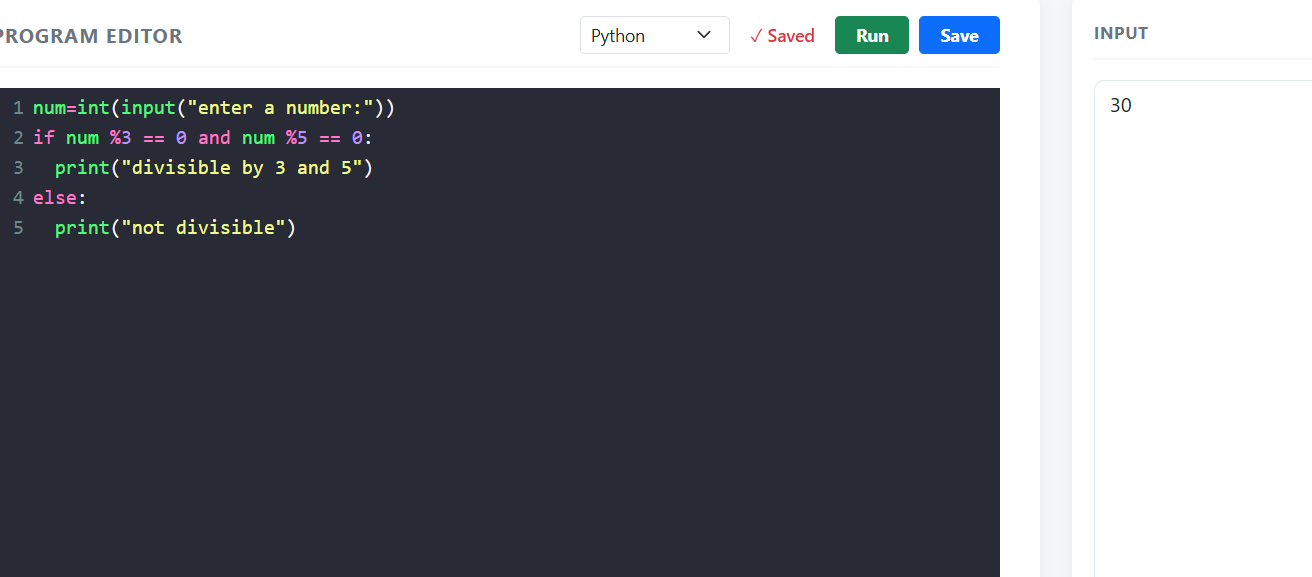 PROGRAM EDITOR
Python
✓ Saved
Run
Save
1 num=int(input("enter a number:"))
2 if num %3 == 0 and num %5 == 0:
3   print("divisible by 3 and 5")
4 else:
5   print("not divisible")
INPUT
30